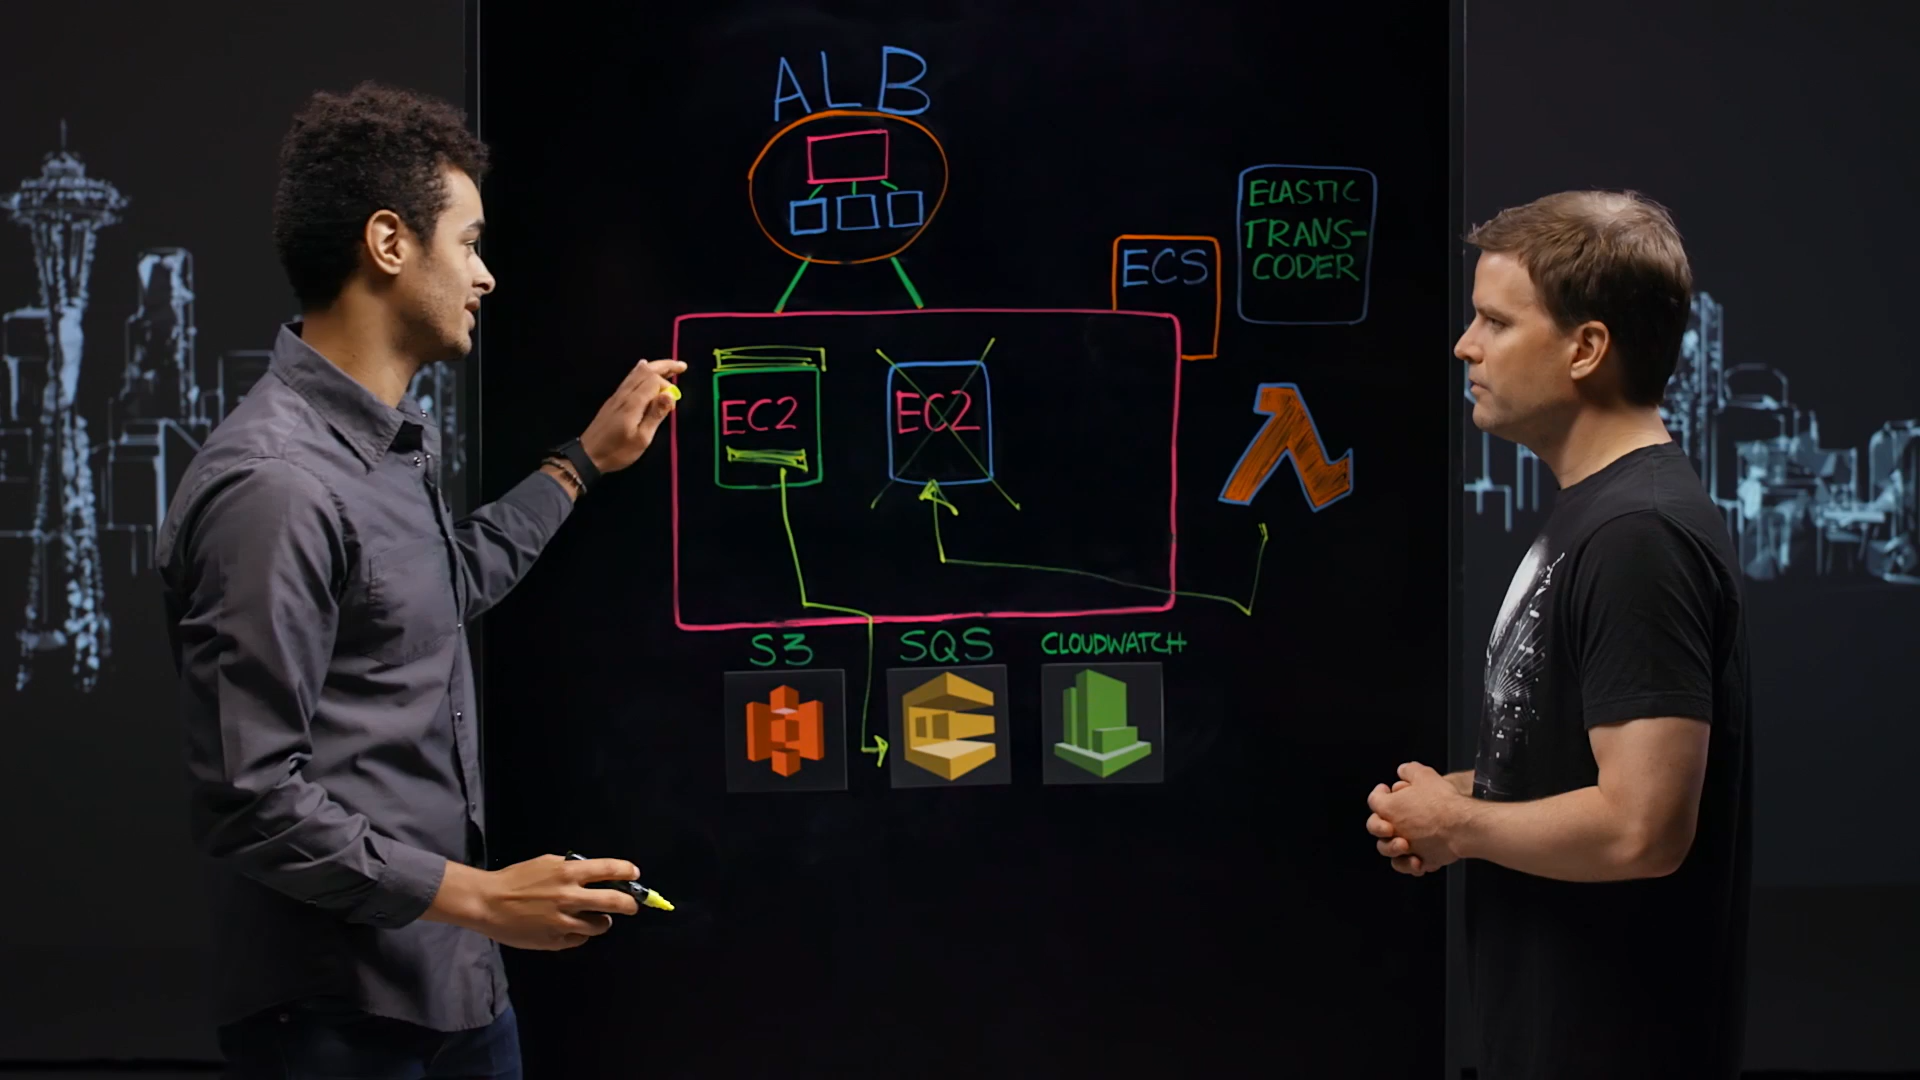 ALB
ELASTIC
TRANS-
CODER
ECS
EC2
EC2
S3
SQS
CLOUDWATCH